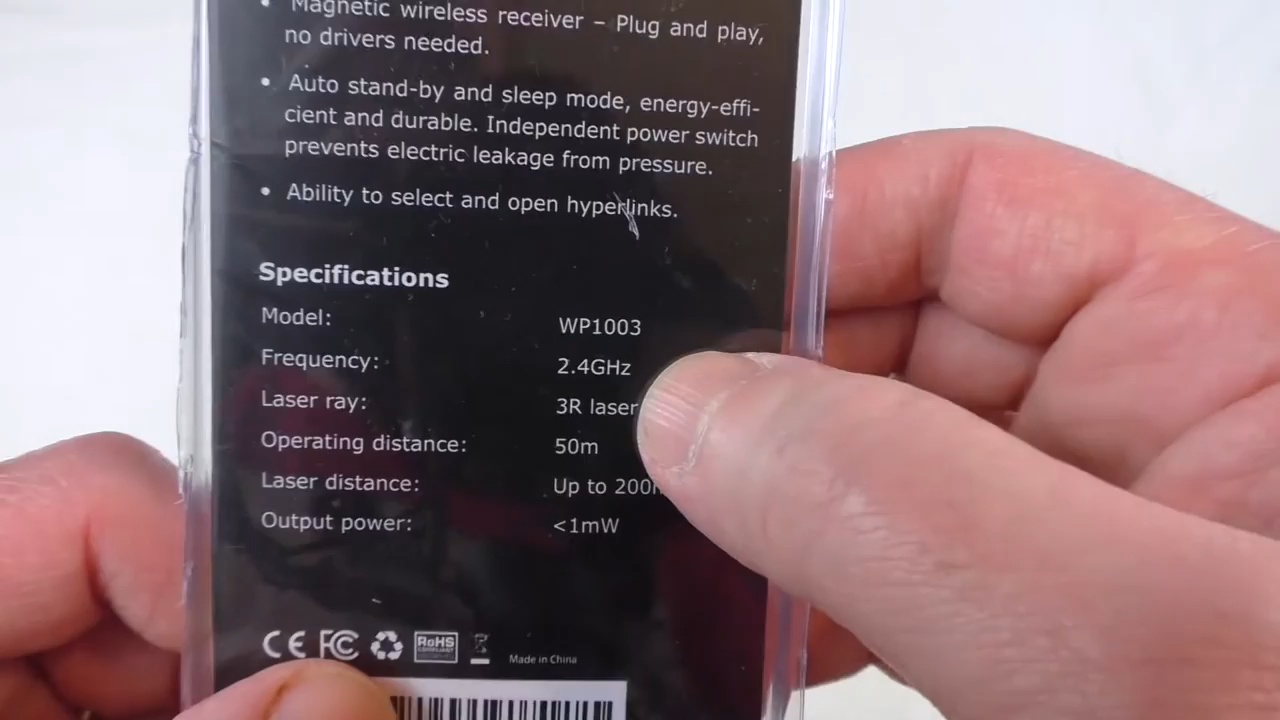 • Magnetic wireless receiver – Plug and play,
no drivers needed.
• Auto stand-by and sleep mode, energy-effi-
cient and durable. Independent power switch
prevents electric leakage from pressure.
• Ability to select and open hyperlinks.
Specifications
Model: WP1003
Frequency: 2.4GHz
Laser ray: 3R laser
Operating distance: 50m
Laser distance: Up to 200
Output power: <1mW
CE FC RoHS Made in China